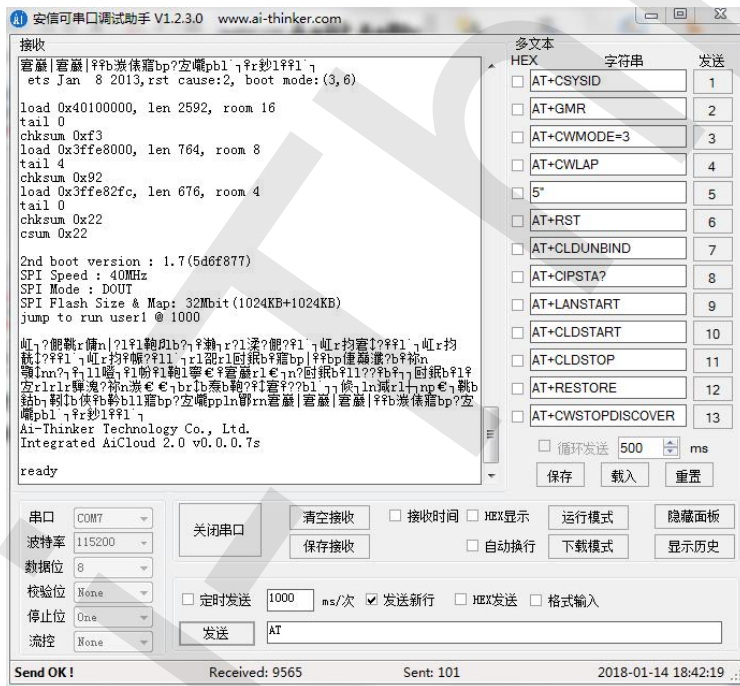 安信可串口调试助手 V1.2.3.0 www.ai-thinker.com
接收
ets Jan 8 2013,rst cause:2, boot mode:(3,6)
load 0x40100000, len 2592, room 16
tail 0
chksum 0xf3
load 0x3ffe8000, len 764, room 8
tail 4
chksum 0x92
load 0x3ffe82fc, len 676, room 4
tail 0
chksum 0x22
csum 0x22
2nd boot version : 1.7(5d6f877)
SPI Speed : 40MHz
SPI Mode : DOUT
SPI Flash Size & Map: 32Mbit(1024KB+1024KB)
jump to run user1 @ 1000
Ai-Thinker Technology Co., Ltd.
Integrated AiCloud 2.0 v0.0.0.7s
ready
多文本
HEX 字符串 发送
AT+CSYSID 1
AT+GMR 2
AT+CWMODE=3 3
AT+CWLAP 4
5" 5
AT+RST 6
AT+CLDUNBIND 7
AT+CIPSTA? 8
AT+LANSTART 9
AT+CLDSTART 10
AT+CLDSTOP 11
AT+RESTORE 12
AT+CWSTOPDISCOVER 13
循环发送 500 ms
保存 载入 重置
串口 COM7
波特率 115200
数据位 8
校验位 None
停止位 One
流控 None
关闭串口
清空接收 接收时间 HEX显示 运行模式 隐藏面板
保存接收 自动换行 下载模式 显示历史
定时发送 1000 ms/次 发送新行 HEX发送 格式输入
发送 AT
Send OK! Received: 9565 Sent: 101 2018-01-14 18:42:19